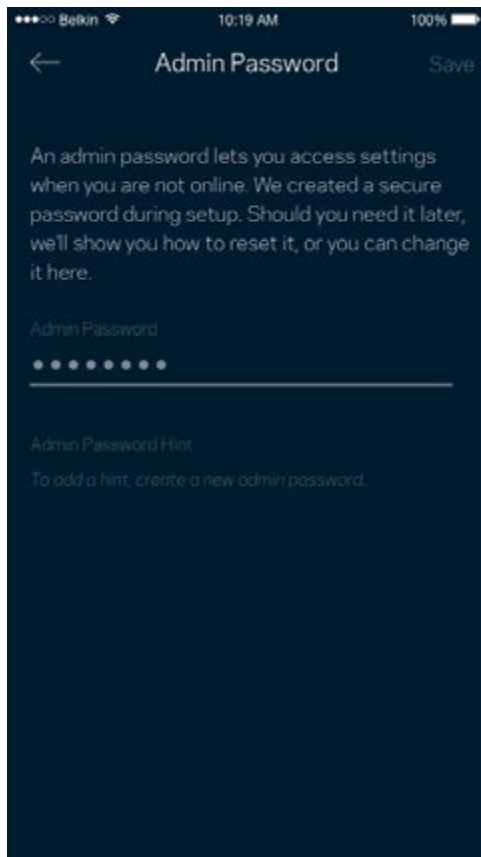 Belkin 10:19 AM 100%
Admin Password Save
An admin password lets you access settings
when you are not online. We created a secure
password during setup. Should you need it later,
we'll show you how to reset it, or you can change
it here.
Admin Password
••••••••
Admin Password Hint
To add a hint, create a new admin password.